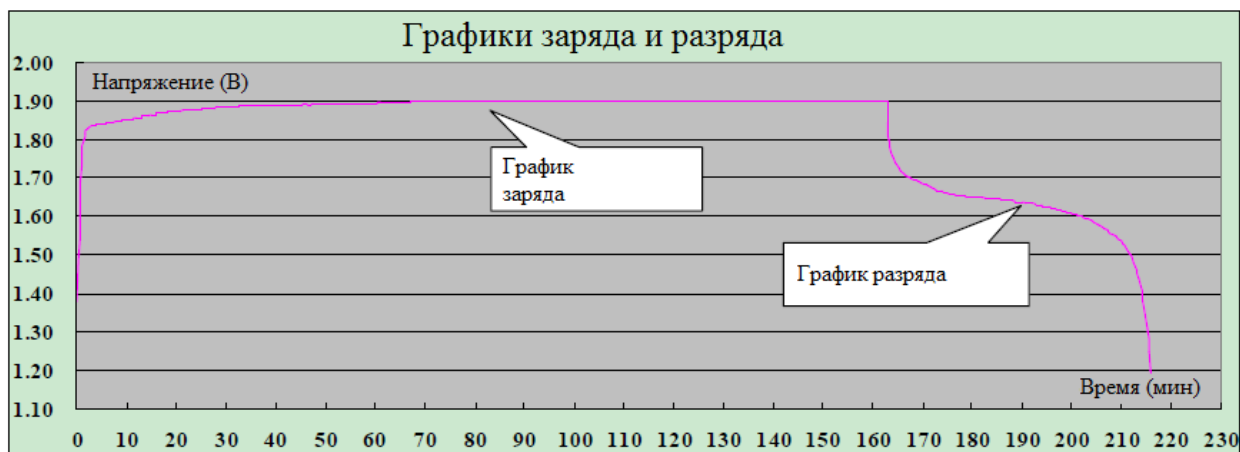 Графики заряда и разряда
2.00
Напряжение (В)
1.90
1.80
График
заряда
1.70
1.60
1.50
График разряда
1.40
1.30
1.20
Время (мин)
1.10
0 10 20 30 40 50 60 70 80 90 100 110 120 130 140 150 160 170 180 190 200 210 220 230